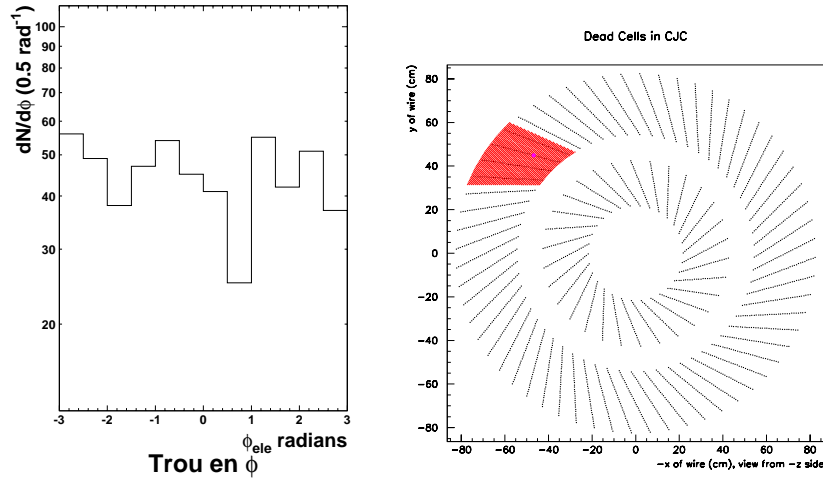 dN/dϕ (0.5 rad⁻¹)
100
90
80
70
60
50
40
30
20
-3 -2 -1 0 1 2 3
ϕele radians
Trou en ϕ
Dead Cells in CJC
y of wire (cm)
80
60
40
20
0
−20
−40
−60
−80
−80 −60 −40 −20 0 20 40 60 80
−x of wire (cm), view from −z side